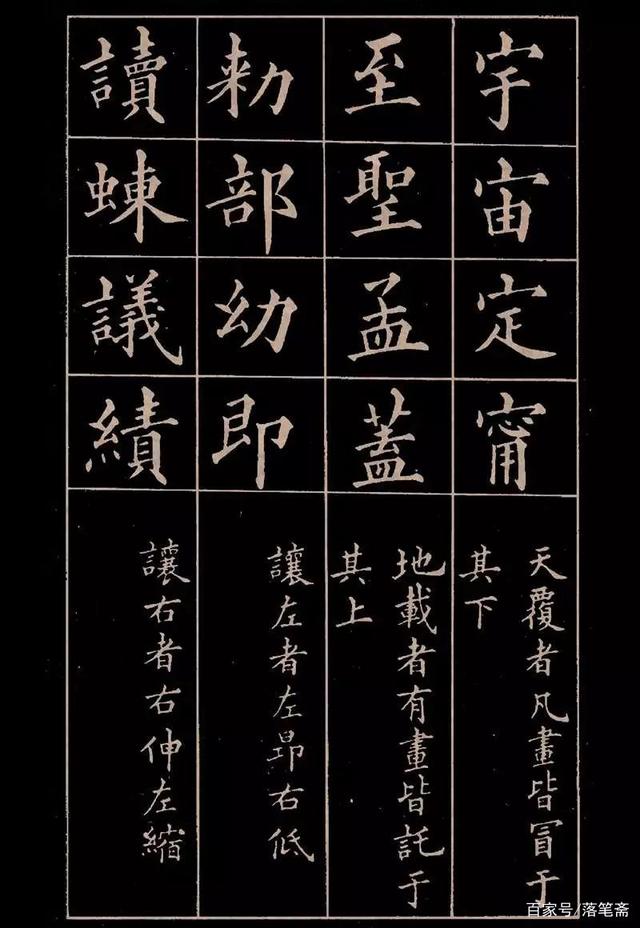 宇宙定甯
天覆者凡畫皆冒于
其下
至聖孟蓋
地載者有畫皆託于
其上
勅部幼即
讓左者左昂右低
讀蝀議績
讓右者右伸左縮
百家号/落笔斋